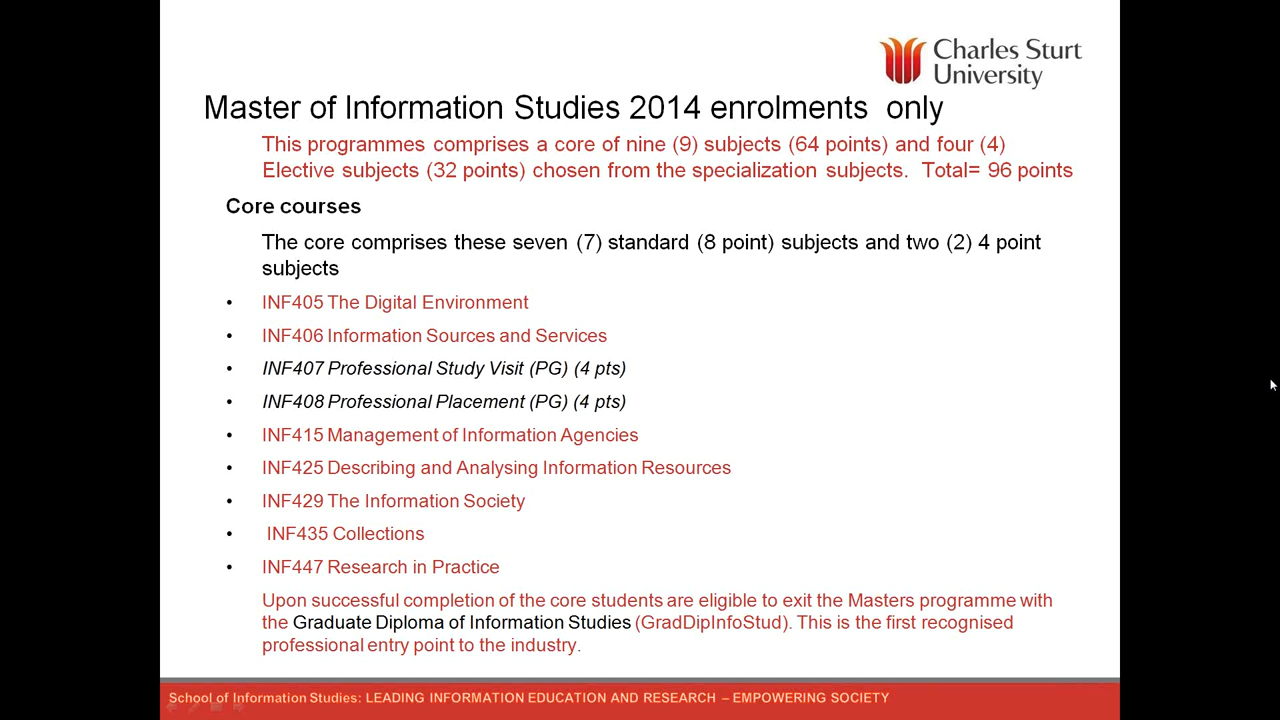 Charles Sturt
University
Master of Information Studies 2014 enrolments only
This programmes comprises a core of nine (9) subjects (64 points) and four (4)
Elective subjects (32 points) chosen from the specialization subjects. Total= 96 points
Core courses
The core comprises these seven (7) standard (8 point) subjects and two (2) 4 point
subjects
• INF405 The Digital Environment
• INF406 Information Sources and Services
• INF407 Professional Study Visit (PG) (4 pts)
• INF408 Professional Placement (PG) (4 pts)
• INF415 Management of Information Agencies
• INF425 Describing and Analysing Information Resources
• INF429 The Information Society
• INF435 Collections
• INF447 Research in Practice
Upon successful completion of the core students are eligible to exit the Masters programme with
the Graduate Diploma of Information Studies (GradDipInfoStud). This is the first recognised
professional entry point to the industry.
School of Information Studies: LEADING INFORMATION EDUCATION AND RESEARCH – EMPOWERING SOCIETY